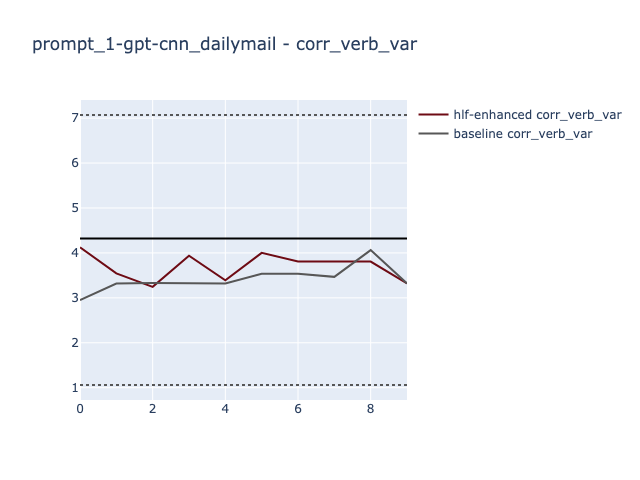 prompt_1-gpt-cnn_dailymail - corr_verb_var
hlf-enhanced corr_verb_var
baseline corr_verb_var
7
6
5
4
3
2
1
0 2 4 6 8